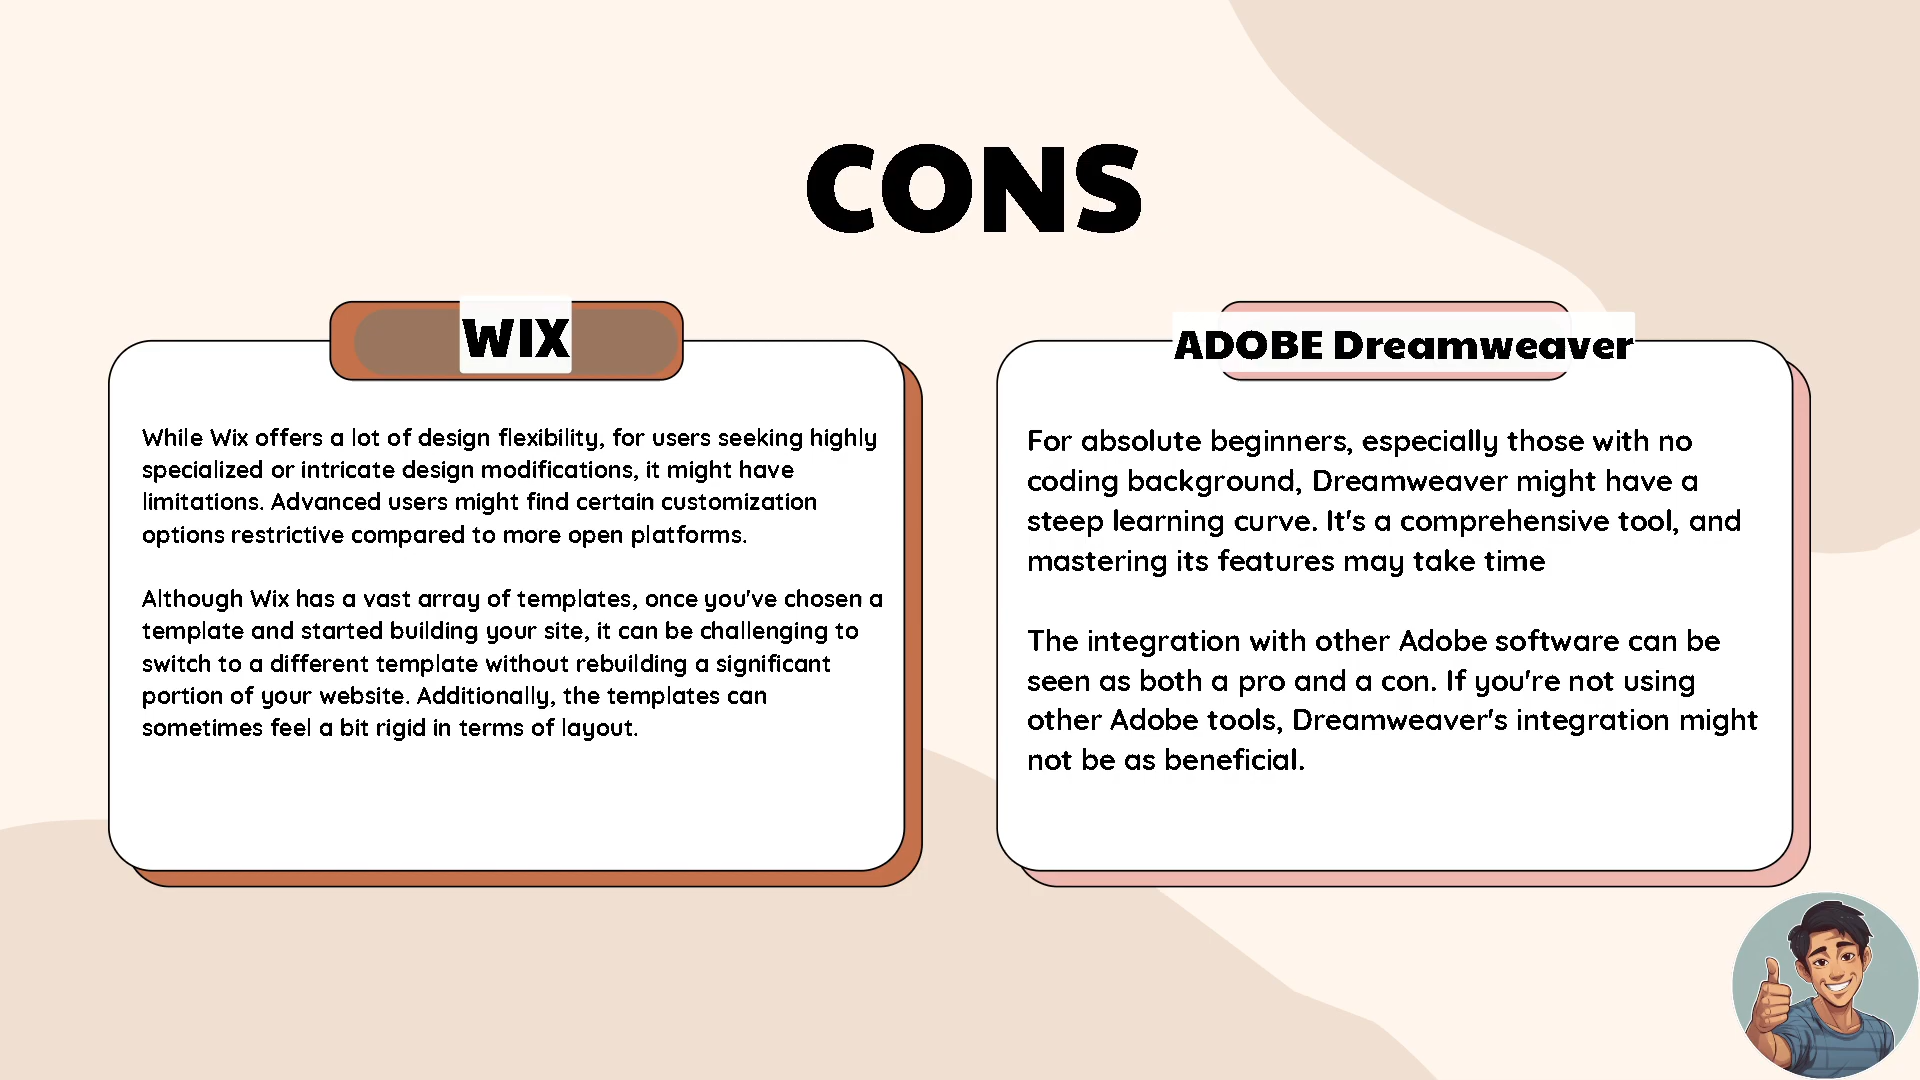 CONS
WIX
While Wix offers a lot of design flexibility, for users seeking highly
specialized or intricate design modifications, it might have
limitations. Advanced users might find certain customization
options restrictive compared to more open platforms.
Although Wix has a vast array of templates, once you've chosen a
template and started building your site, it can be challenging to
switch to a different template without rebuilding a significant
portion of your website. Additionally, the templates can
sometimes feel a bit rigid in terms of layout.
ADOBE Dreamweaver
For absolute beginners, especially those with no
coding background, Dreamweaver might have a
steep learning curve. It's a comprehensive tool, and
mastering its features may take time
The integration with other Adobe software can be
seen as both a pro and a con. If you're not using
other Adobe tools, Dreamweaver's integration might
not be as beneficial.